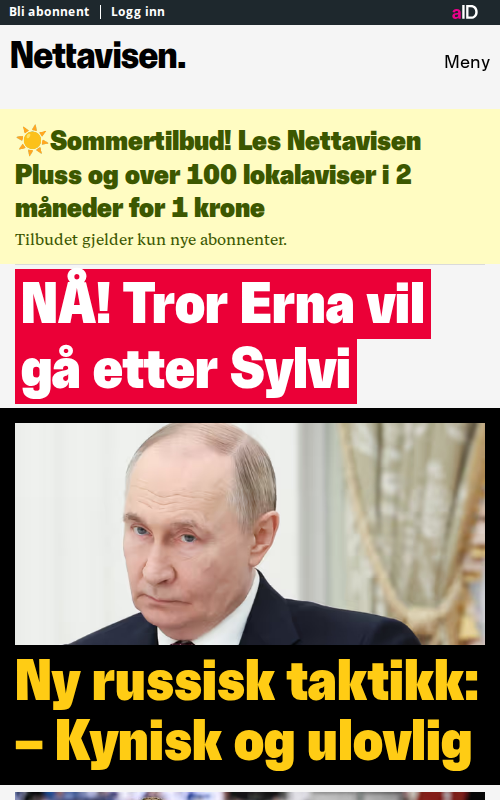 Bli abonnent | Logg inn
aID
Nettavisen.
Meny
☀️Sommertilbud! Les Nettavisen
Pluss og over 100 lokalaviser i 2
måneder for 1 krone
Tilbudet gjelder kun nye abonnenter.
NÅ! Tror Erna vil
gå etter Sylvi
Ny russisk taktikk:
– Kynisk og ulovlig